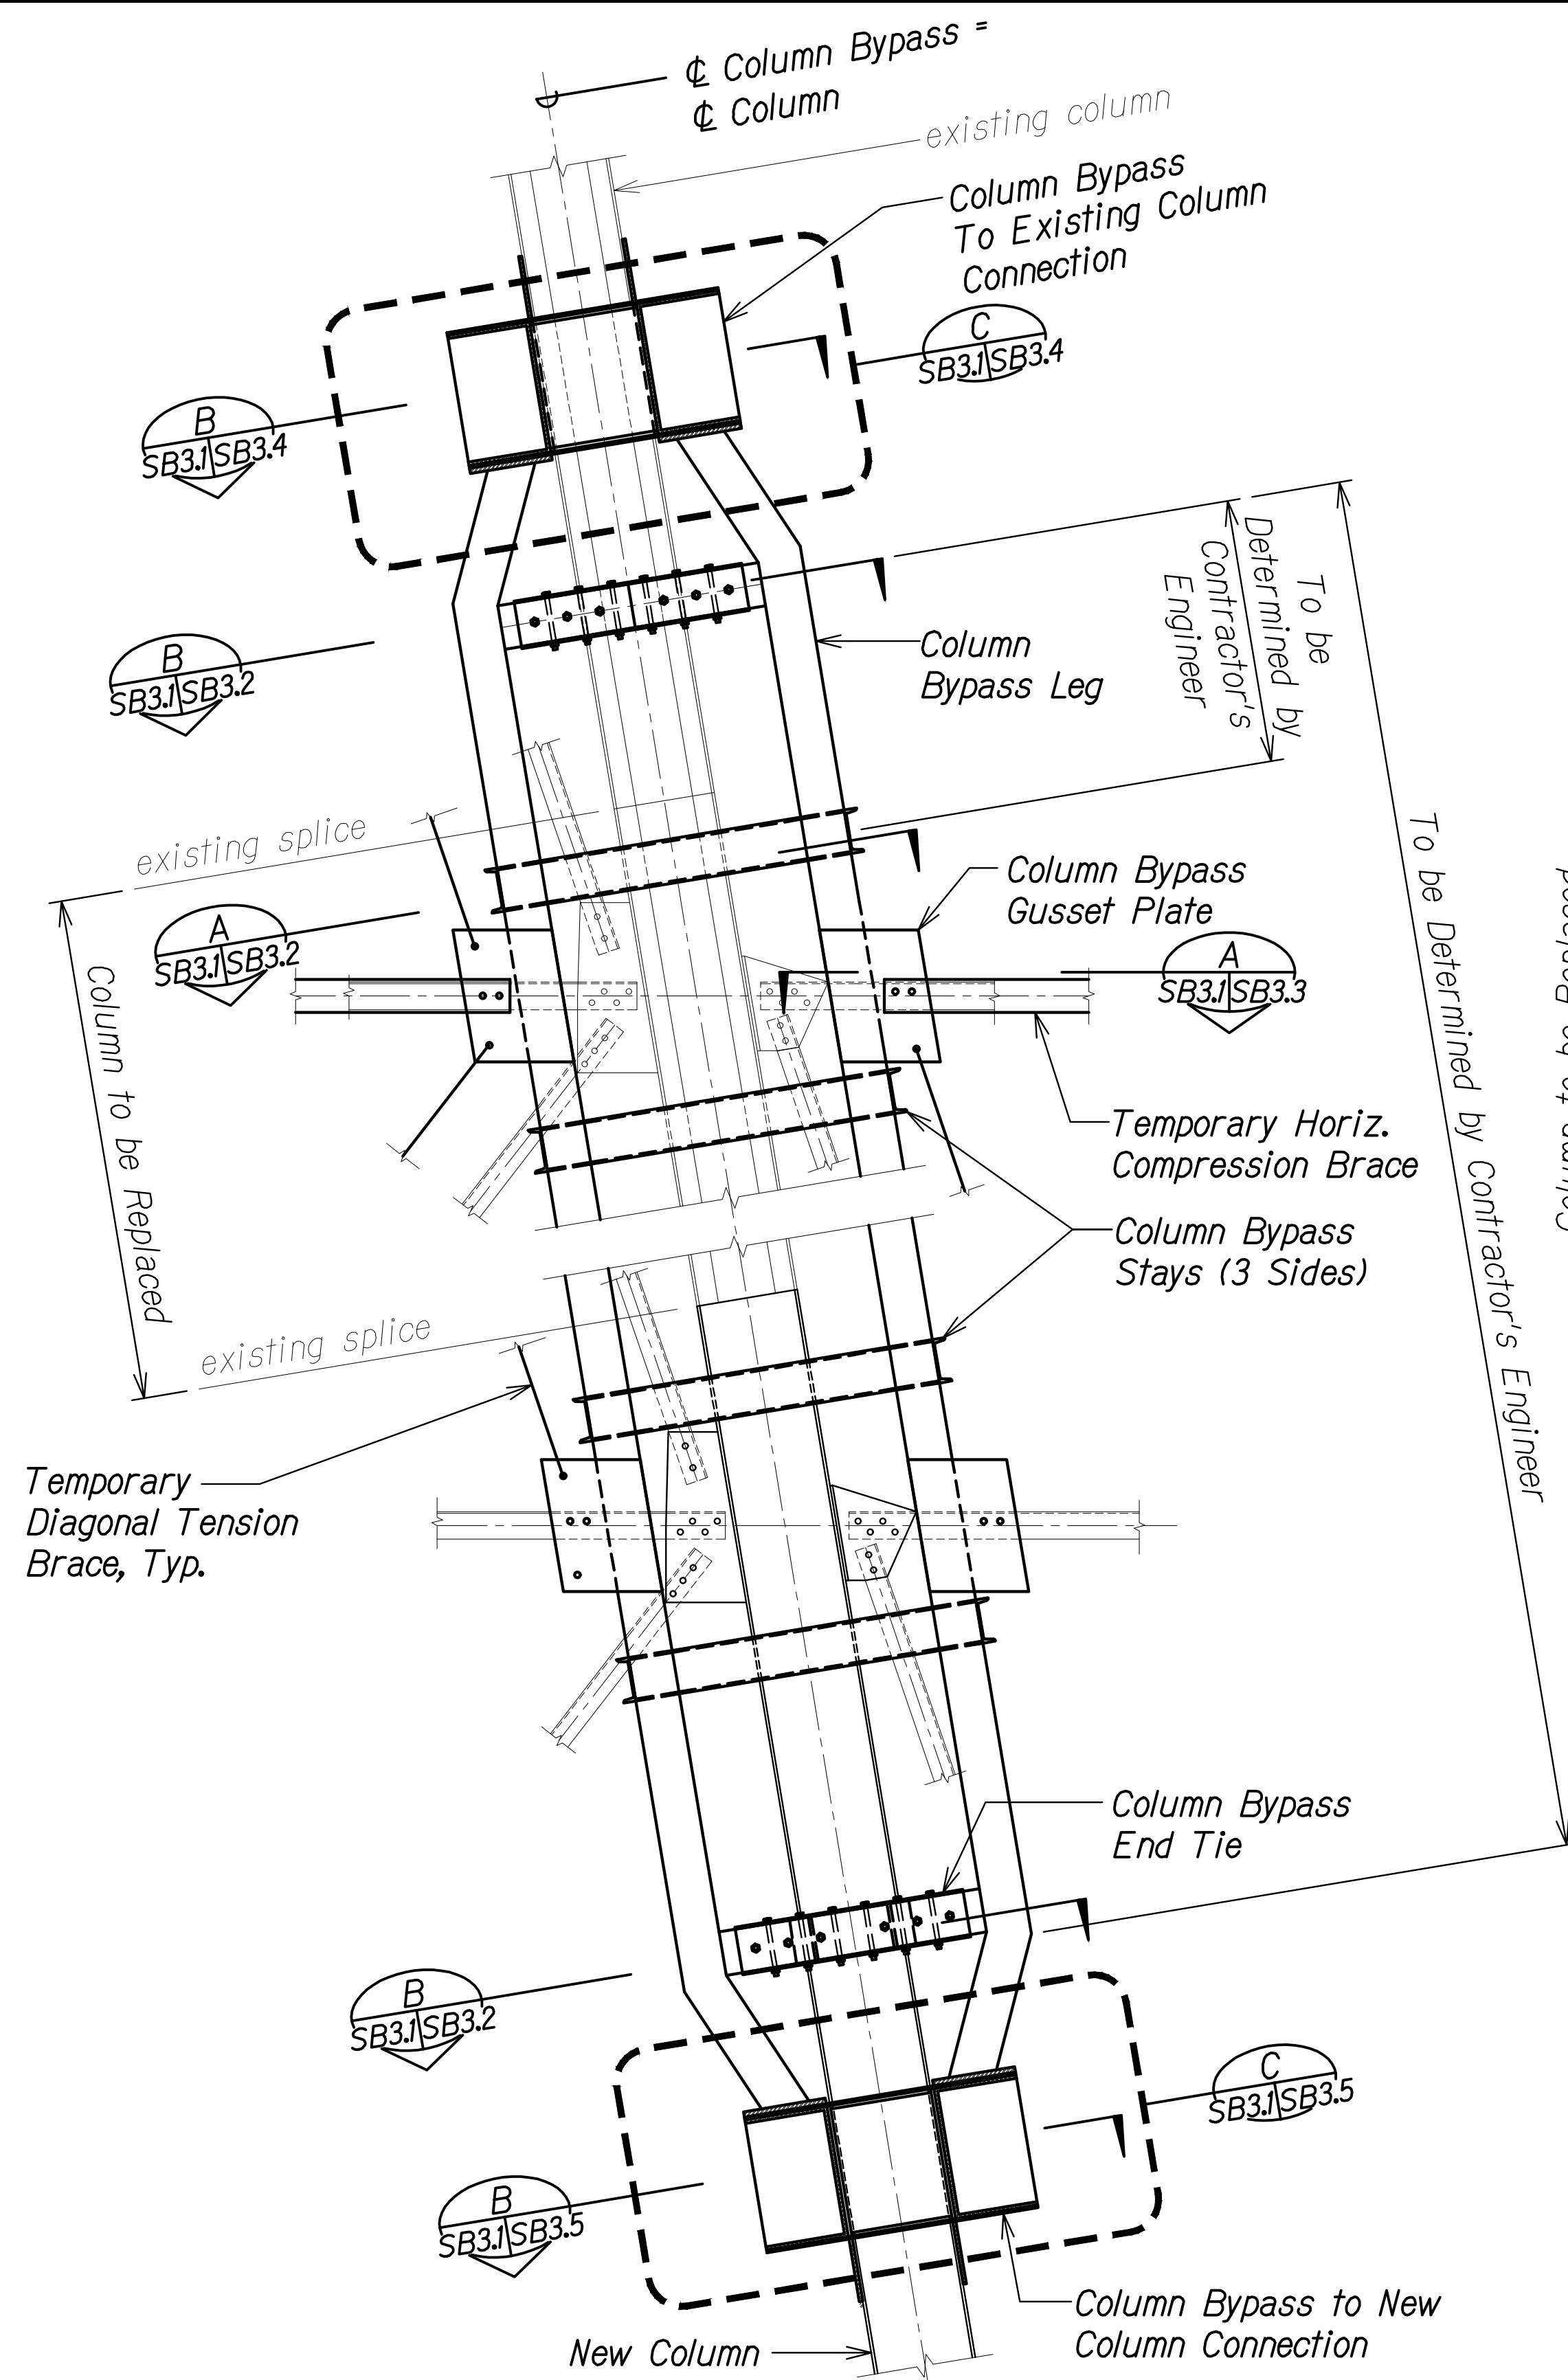 ℄ Column Bypass =
℄ Column
existing column
Column Bypass
To Existing Column
Connection
C
SB3.1 SB3.4
B
SB3.1 SB3.4
To be
Determined by
Contractor's
Engineer
Column
Bypass Leg
B
SB3.1 SB3.2
To be Determined by Contractor's Engineer
existing splice
Column Bypass
Gusset Plate
A
SB3.1 SB3.2
A
SB3.1 SB3.3
Column to be Replaced
Temporary Horiz.
Compression Brace
Column Bypass
Stays (3 Sides)
existing splice
Temporary
Diagonal Tension
Brace, Typ.
Column Bypass
End Tie
B
SB3.1 SB3.2
C
SB3.1 SB3.5
B
SB3.1 SB3.5
Column Bypass to New
Column Connection
New Column